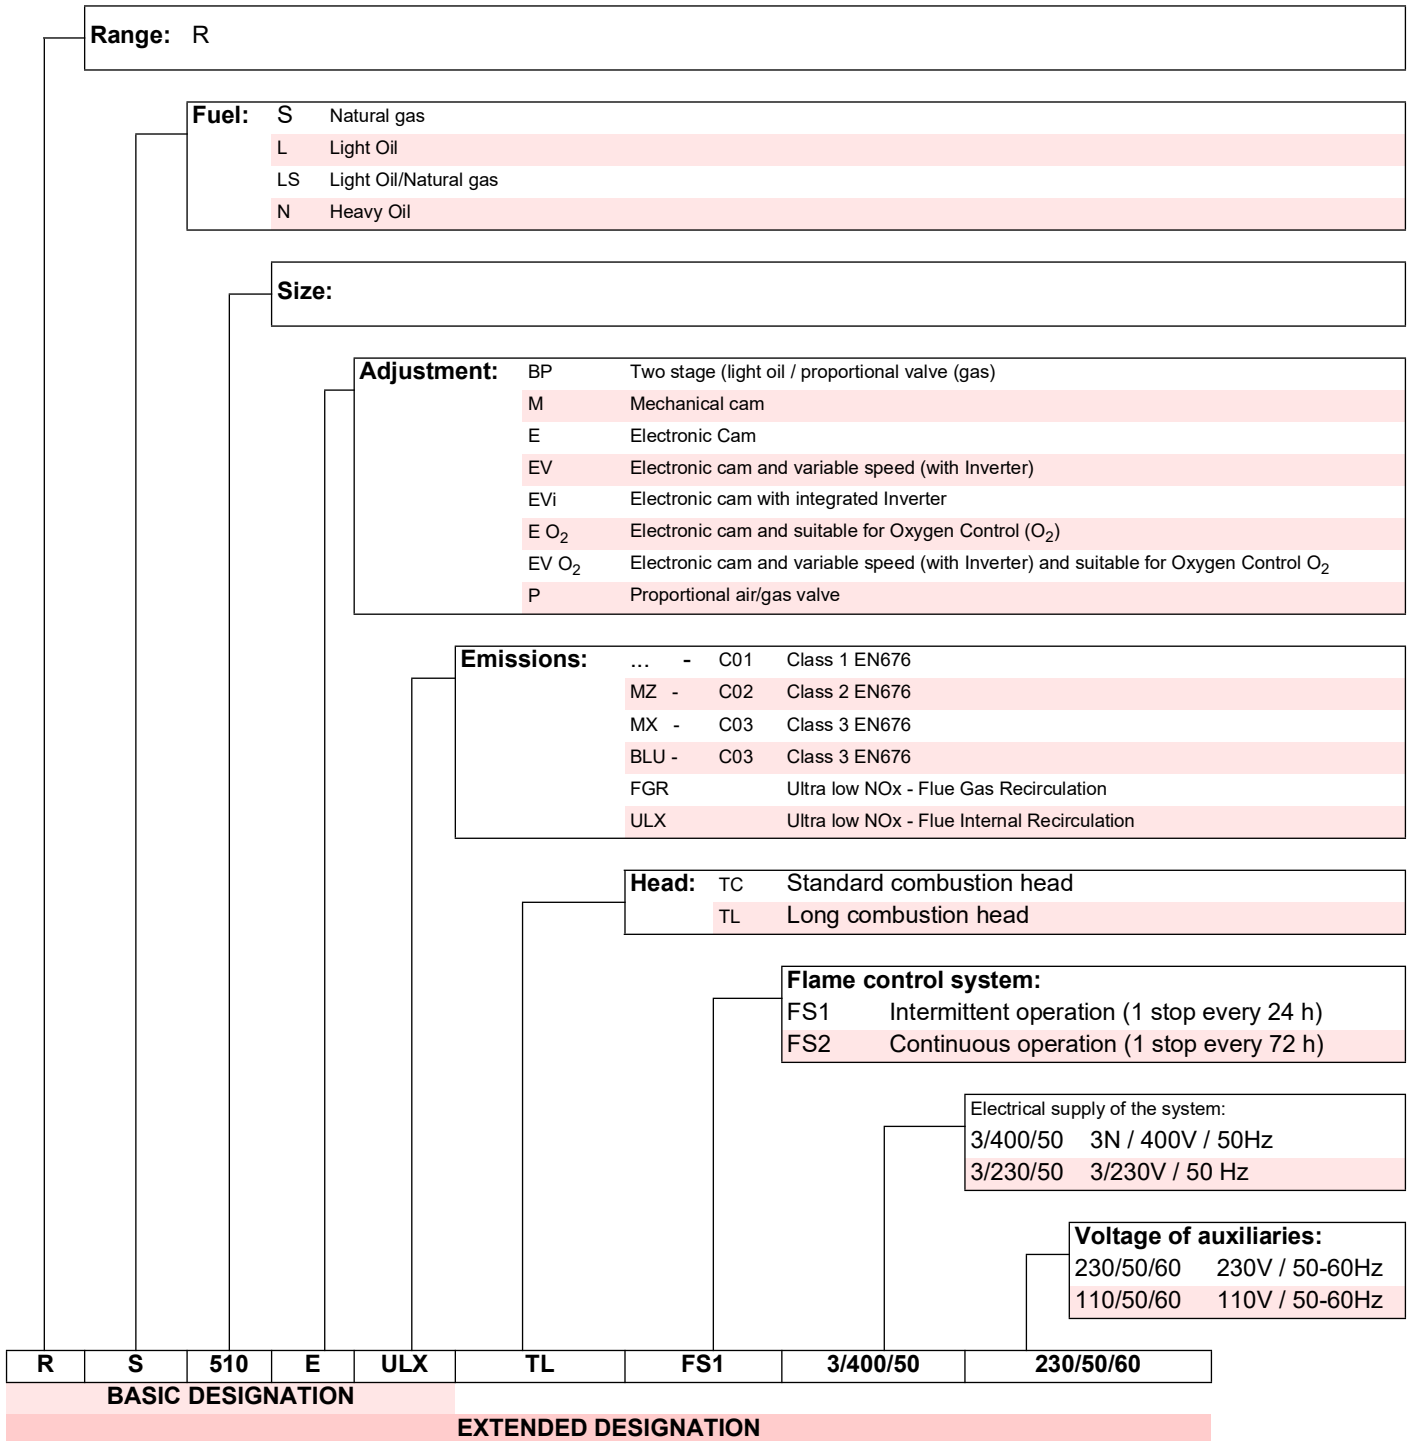 Range: R
Fuel: S Natural gas
L Light Oil
LS Light Oil/Natural gas
N Heavy Oil
Size:
Adjustment: BP Two stage (light oil / proportional valve (gas)
M Mechanical cam
E Electronic Cam
EV Electronic cam and variable speed (with Inverter)
EVi Electronic cam with integrated Inverter
E O2 Electronic cam and suitable for Oxygen Control (O2)
EV O2 Electronic cam and variable speed (with Inverter) and suitable for Oxygen Control O2
P Proportional air/gas valve
Emissions: ... - C01 Class 1 EN676
MZ - C02 Class 2 EN676
MX - C03 Class 3 EN676
BLU - C03 Class 3 EN676
FGR Ultra low NOx - Flue Gas Recirculation
ULX Ultra low NOx - Flue Internal Recirculation
Head: TC Standard combustion head
TL Long combustion head
Flame control system:
FS1 Intermittent operation (1 stop every 24 h)
FS2 Continuous operation (1 stop every 72 h)
Electrical supply of the system:
3/400/50 3N / 400V / 50Hz
3/230/50 3/230V / 50 Hz
Voltage of auxiliaries:
230/50/60 230V / 50-60Hz
110/50/60 110V / 50-60Hz
R S 510 E ULX TL FS1 3/400/50 230/50/60
BASIC DESIGNATION
EXTENDED DESIGNATION